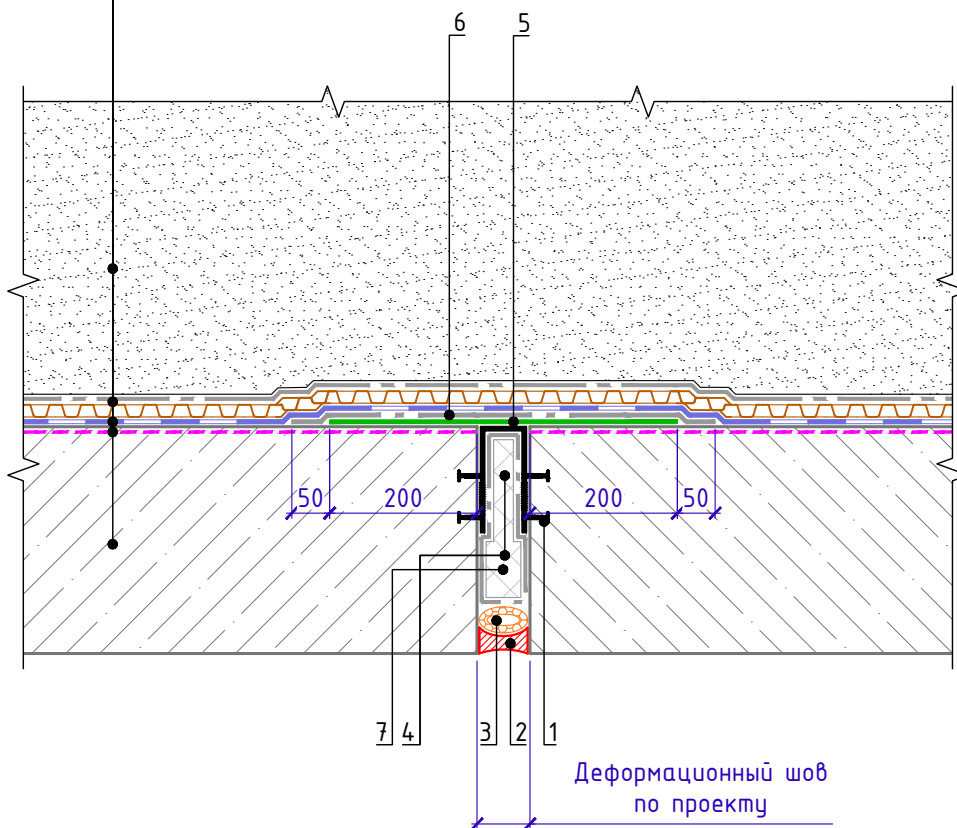 6 5
50 200 200 50
7 4 3 2 1
Деформационный шов
по проекту